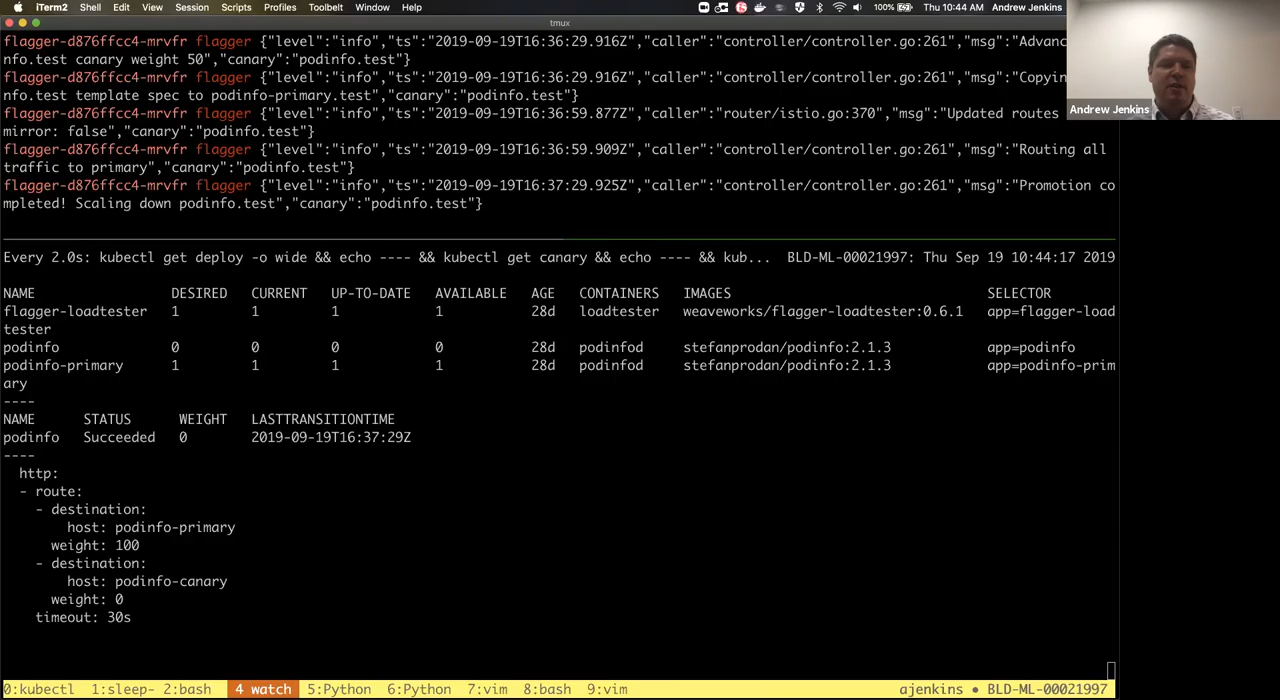 iTerm2 Shell Edit View Session Scripts Profiles Toolbelt Window Help 100% Thu 10:44 AM Andrew Jenkins
tmux
flagger-d876ffcc4-mrvfr flagger {"level":"info","ts":"2019-09-19T16:36:29.916Z","caller":"controller/controller.go:261","msg":"Advanc
nfo.test canary weight 50","canary":"podinfo.test"}
flagger-d876ffcc4-mrvfr flagger {"level":"info","ts":"2019-09-19T16:36:29.916Z","caller":"controller/controller.go:261","msg":"Copyin
nfo.test template spec to podinfo-primary.test","canary":"podinfo.test"}
flagger-d876ffcc4-mrvfr flagger {"level":"info","ts":"2019-09-19T16:36:59.877Z","caller":"router/istio.go:370","msg":"Updated routes
mirror: false","canary":"podinfo.test"}
flagger-d876ffcc4-mrvfr flagger {"level":"info","ts":"2019-09-19T16:36:59.909Z","caller":"controller/controller.go:261","msg":"Routing all
traffic to primary","canary":"podinfo.test"}
flagger-d876ffcc4-mrvfr flagger {"level":"info","ts":"2019-09-19T16:37:29.925Z","caller":"controller/controller.go:261","msg":"Promotion co
mpleted! Scaling down podinfo.test","canary":"podinfo.test"}
Andrew Jenkins
Every 2.0s: kubectl get deploy -o wide && echo ---- && kubectl get canary && echo ---- && kub... BLD-ML-00021997: Thu Sep 19 10:44:17 2019
NAME DESIRED CURRENT UP-TO-DATE AVAILABLE AGE CONTAINERS IMAGES SELECTOR
flagger-loadtester 1 1 1 1 28d loadtester weaveworks/flagger-loadtester:0.6.1 app=flagger-load
tester
podinfo 0 0 0 0 28d podinfod stefanprodan/podinfo:2.1.3 app=podinfo
podinfo-primary 1 1 1 1 28d podinfod stefanprodan/podinfo:2.1.3 app=podinfo-prim
ary
----
NAME STATUS WEIGHT LASTTRANSITIONTIME
podinfo Succeeded 0 2019-09-19T16:37:29Z
----
http:
- route:
- destination:
host: podinfo-primary
weight: 100
- destination:
host: podinfo-canary
weight: 0
timeout: 30s
0:kubectl 1:sleep- 2:bash 4 watch 5:Python 6:Python 7:vim 8:bash 9:vim ajenkins • BLD-ML-00021997